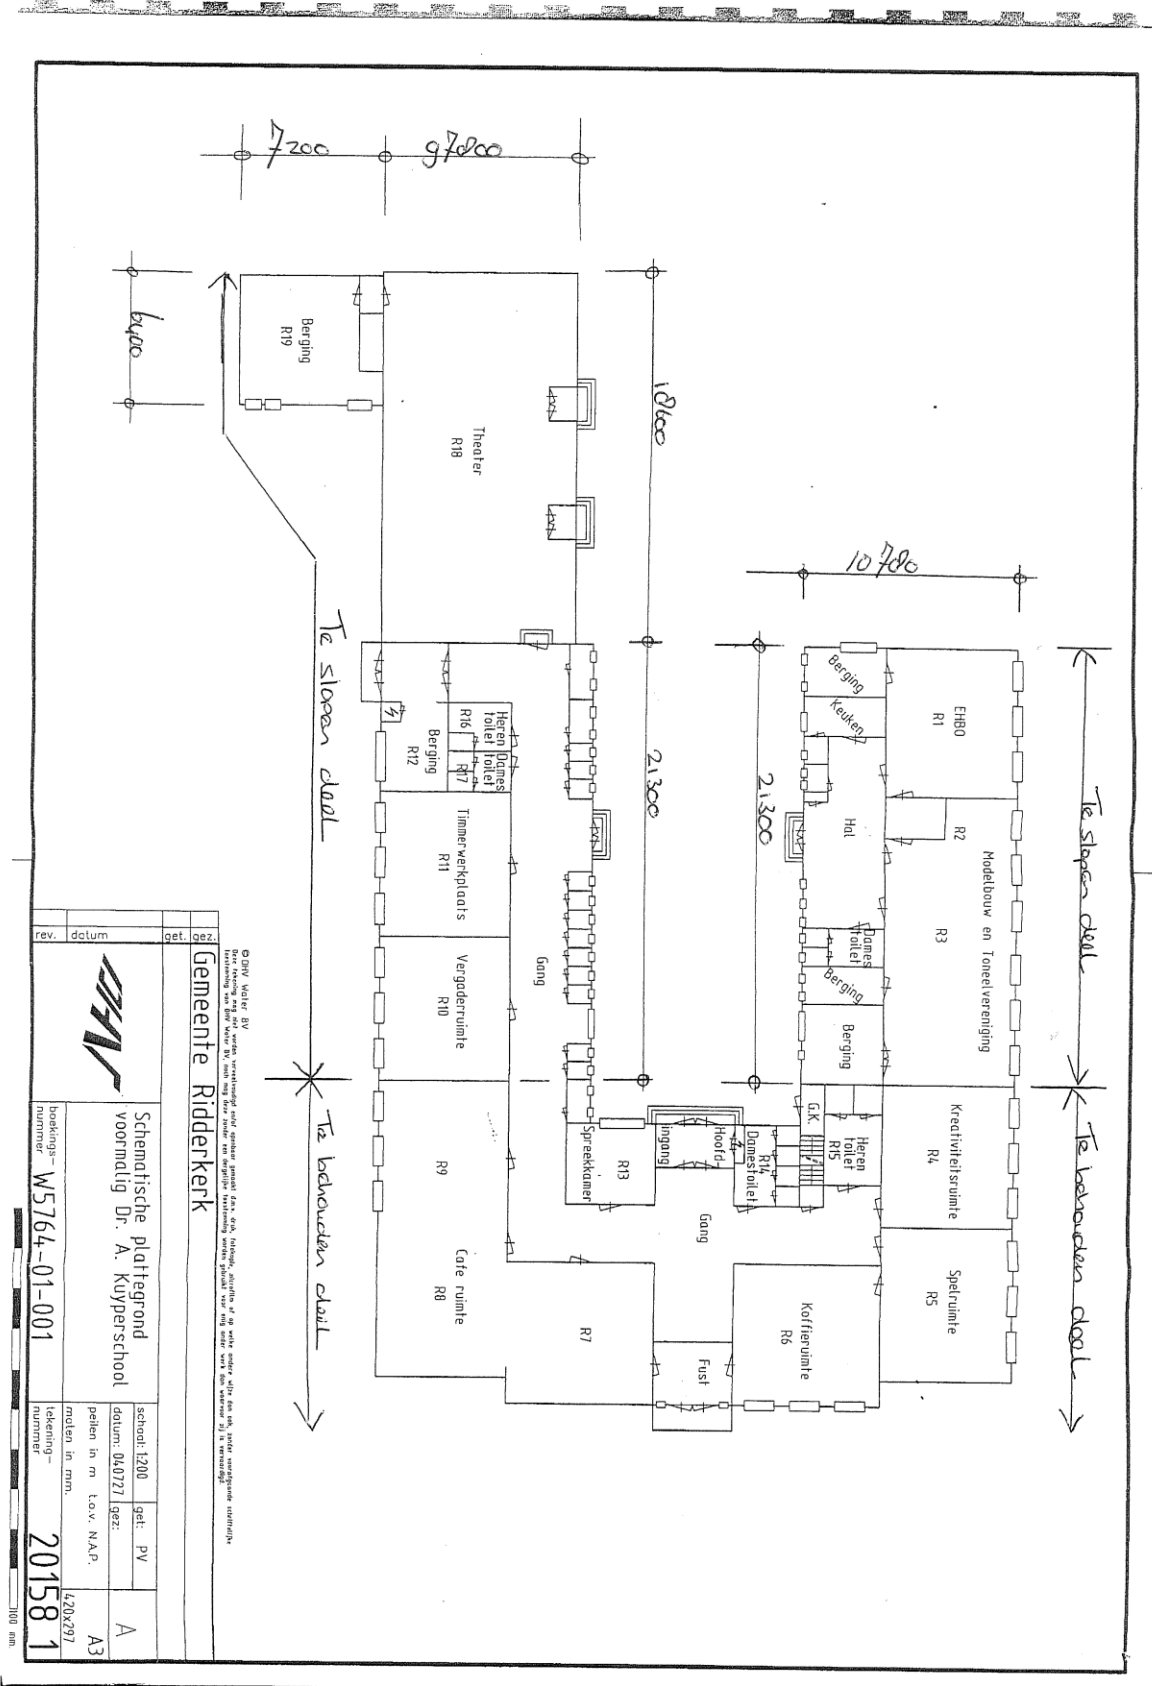 7200
97800
6400
18600
10780
21300
21300
Te slopen deel
Te slopen deel
Te behouden deel
Te behouden deel
Berging
R19
Theater
R18
Heren
toilet
R16
Dames
toilet
R17
Berging
R12
Timmerwerkplaats
R11
Vergaderruimte
R10
Gang
R9
Cafe ruimte
R8
R7
Spreekkamer
R13
Hoofd
ingang
R14
Damestoilet
Gang
Fust
Koffieruimte
R6
Berging
Keuken
EHBO
R1
R2
Hal
Modelbouw en Toneelvereniging
R3
Dames
toilet
Berging
Berging
G.K.
Heren
toilet
R15
Kreativiteitsruimte
R4
Spelruimte
R5
© DHV Water BV
Gemeente Ridderkerk
gez.
get.
datum
rev.
DHV
Schematische plattegrond
voormalig Dr. A. Kuyperschool
schaal: 1:200
get: PV
datum: 040727
gez:
A
peilen in m t.o.v. N.A.P.
maten in mm.
A3
420x297
boekings-
nummer
W5764-01-001
tekening-
nummer
20158 1
100 mm.